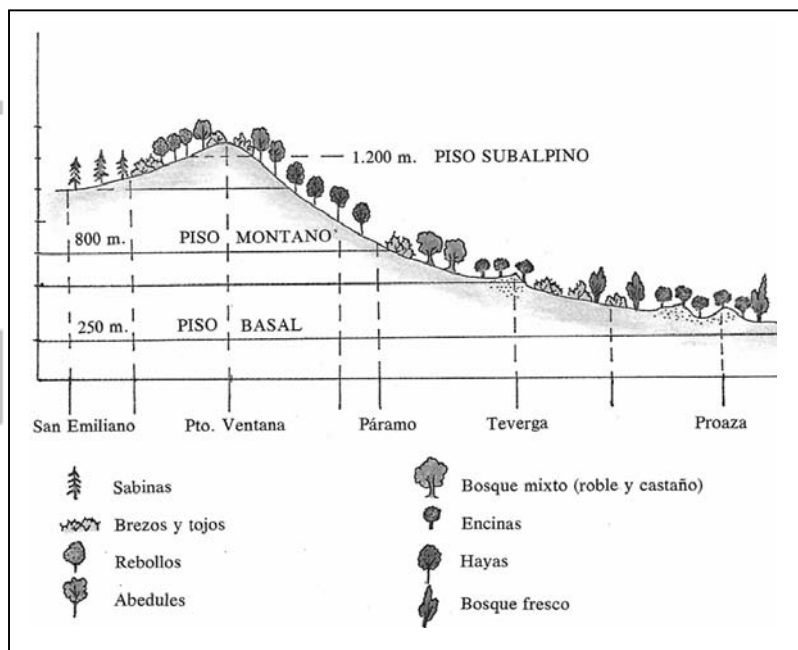 1.200 m. PISO SUBALPINO
800 m. PISO MONTANO
250 m. PISO BASAL
San Emiliano Pto. Ventana Páramo Teverga Proaza
Sabinas
Brezos y tojos
Rebollos
Abedules
Bosque mixto (roble y castaño)
Encinas
Hayas
Bosque fresco